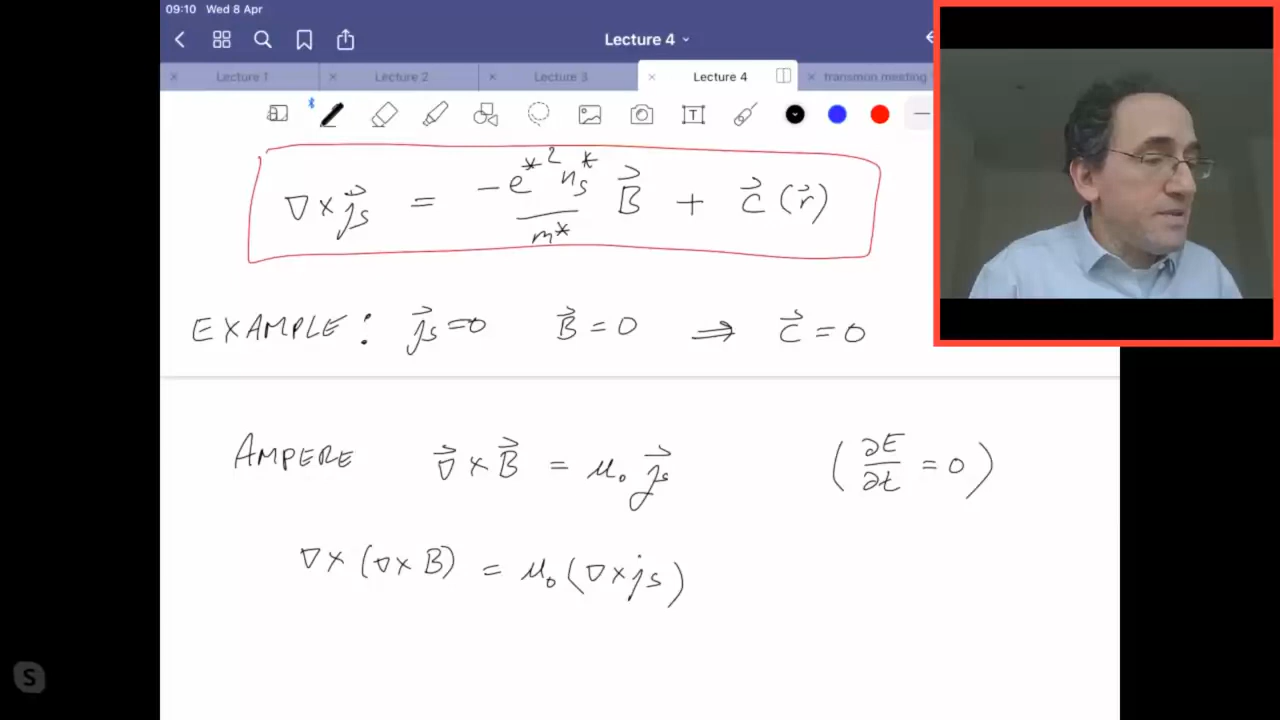 09:10 Wed 8 Apr
Lecture 4
Lecture 1 Lecture 2 Lecture 3 Lecture 4 transmon meeting
T
∇ × j⃗s = -e*² ns* / m* B⃗ + C⃗ (r⃗)
EXAMPLE: j⃗s = 0 B⃗ = 0 ⇒ C⃗ = 0
AMPERE ∇⃗ × B⃗ = μ₀ j⃗s (∂E/∂t = 0)
∇ × (∇ × B) = μ₀ (∇ × js)
S